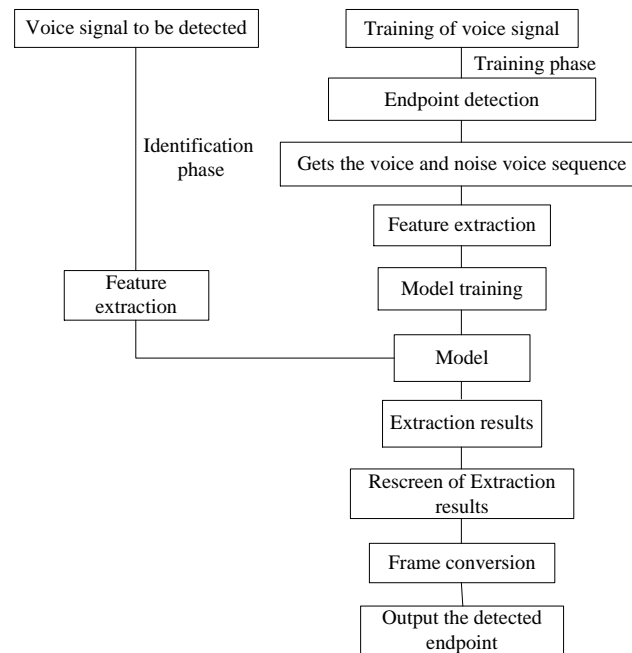 Voice signal to be detected
Training of voice signal
Training phase
Endpoint detection
Identification
phase
Gets the voice and noise voice sequence
Feature extraction
Feature
extraction
Model training
Model
Extraction results
Rescreen of Extraction
results
Frame conversion
Output the detected
endpoint